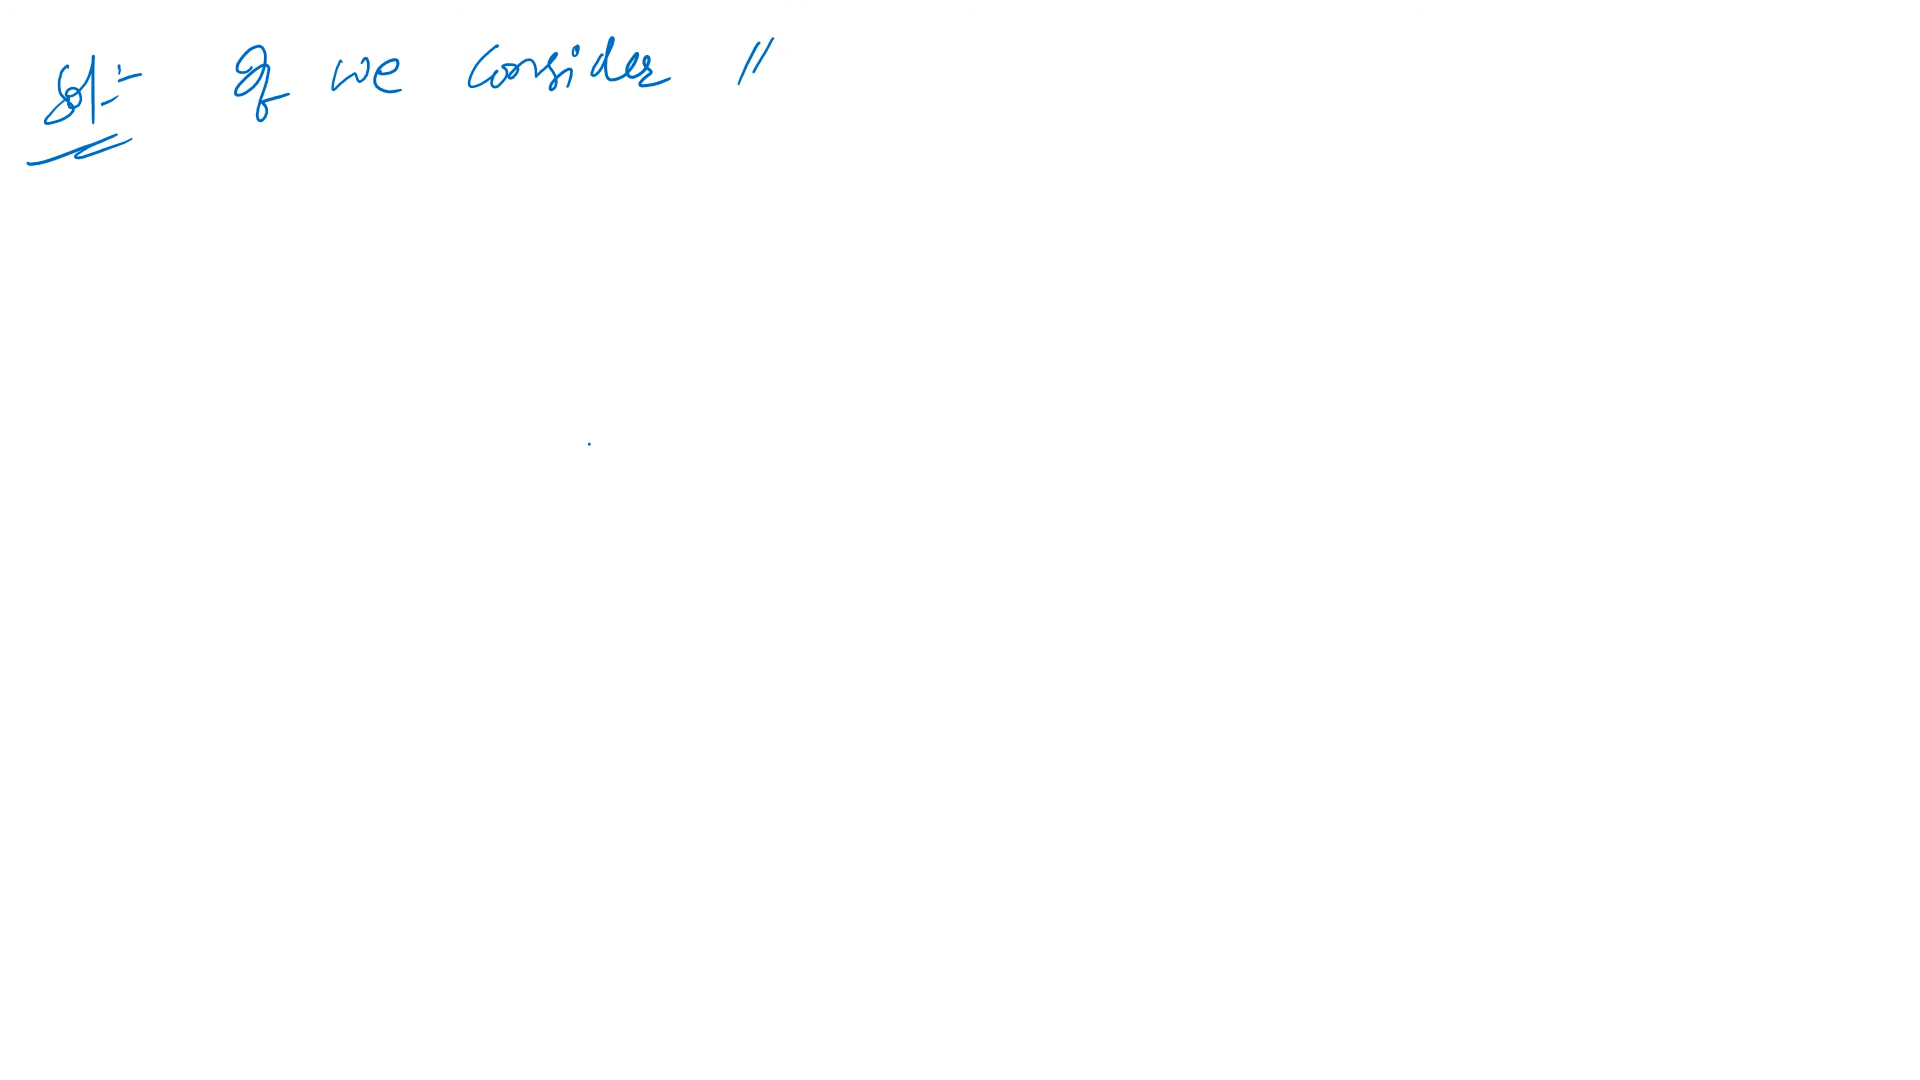 Sol:- If we consider //